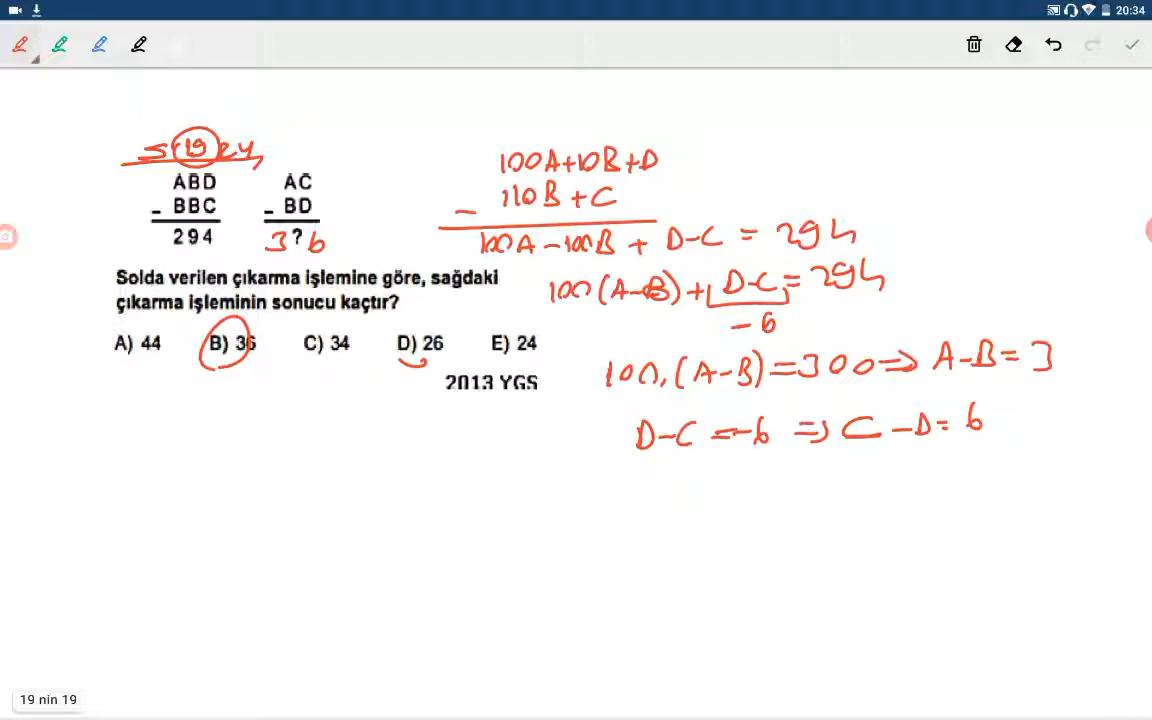 20:34
19
ABD AC
- BBC - BD
294 3?6
Solda verilen çıkarma işlemine göre, sağdaki
çıkarma işleminin sonucu kaçtır?
A) 44 B) 36 C) 34 D) 26 E) 24
2013 YGS
100A+10B+D
- 110B+C
100A-100B+D-C=294
100(A-B)+D-C=294
-6
100.(A-B)=300⇒A-B=3
D-C=-6⇒C-D=6
19 nin 19